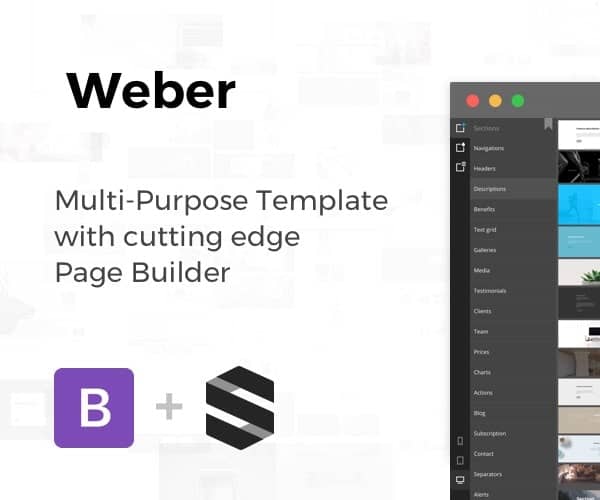 Weber
Multi-Purpose Template
with cutting edge
Page Builder
B +
Sections
Navigations
Headers
Descriptions
Benefits
Text grid
Galleries
Media
Testimonials
Clients
Team
Prices
Charts
Actions
Blog
Subscription
Contact
Separators
Alerts